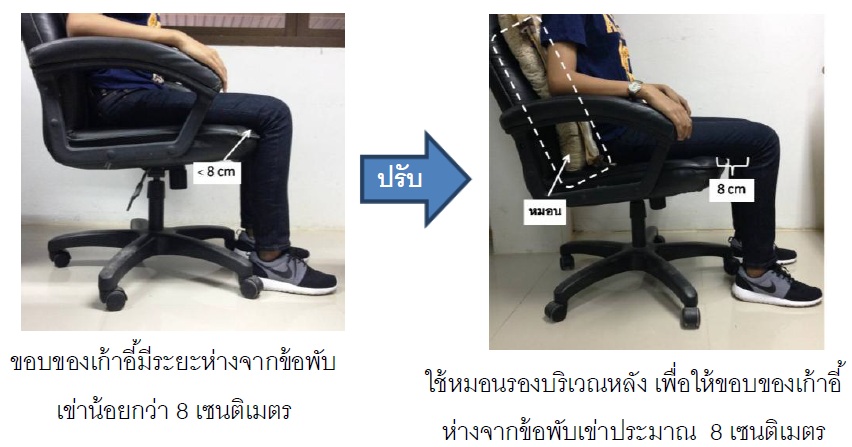 < 8 cm
ปรับ
8 cm
หมอน
ขอบของเก้าอี้มีระยะห่างจากข้อพับ
เข่าน้อยกว่า 8 เซนติเมตร
ใช้หมอนรองบริเวณหลัง เพื่อให้ขอบของเก้าอี้
ห่างจากข้อพับเข่าประมาณ 8 เซนติเมตร